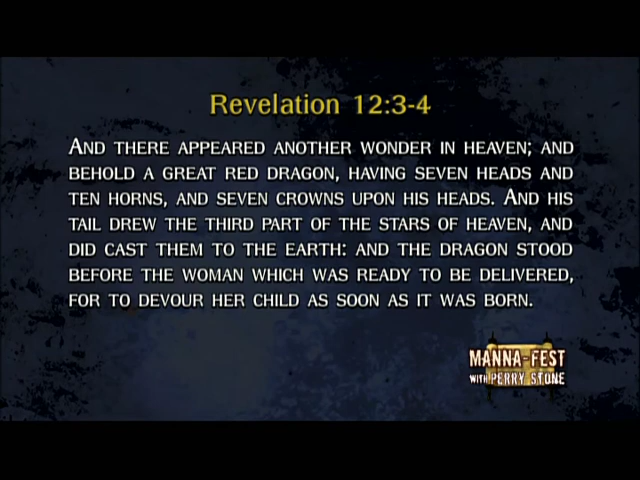 Revelation 12:3-4
AND THERE APPEARED ANOTHER WONDER IN HEAVEN; AND
BEHOLD A GREAT RED DRAGON, HAVING SEVEN HEADS AND
TEN HORNS, AND SEVEN CROWNS UPON HIS HEADS. AND HIS
TAIL DREW THE THIRD PART OF THE STARS OF HEAVEN, AND
DID CAST THEM TO THE EARTH: AND THE DRAGON STOOD
BEFORE THE WOMAN WHICH WAS READY TO BE DELIVERED,
FOR TO DEVOUR HER CHILD AS SOON AS IT WAS BORN.
MANNA-FEST
WITH PERRY STONE